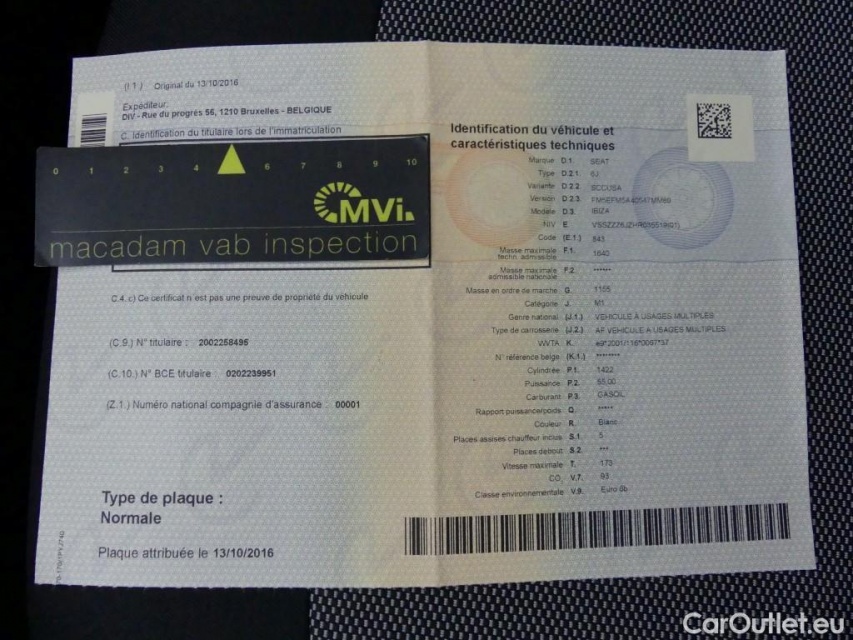 (I.1.) Original du 13/10/2016
Expéditeur:
DIV - Rue du progrès 56, 1210 Bruxelles - BELGIQUE
C. Identification du titulaire lors de l'immatriculation
0 1 2 3 4 6 7 8 9 10
MVi.
macadam vab inspection
C.4.c) Ce certificat n'est pas une preuve de propriété du véhicule
(C.9.) N° titulaire : 2002258495
(C.10.) N° BCE titulaire : 0202239951
(Z.1.) Numéro national compagnie d'assurance : 00001
Type de plaque :
Normale
Plaque attribuée le 13/10/2016
Identification du véhicule et
caractéristiques techniques
Marque D.1. SEAT
Type D.2.1. 6J
Variante D.2.2. SCCUSA
Version D.2.3.
Modèle D.3. IBIZA
NIV E.
Code (E.1.) 843
Masse maximale techn. admissible F.1. 1640
Masse maximale admissible nationale F.2. ******
Masse en ordre de marche G. 1155
Catégorie J. M1
Genre national (J.1.) VEHICULE À USAGES MULTIPLES
Type de carrosserie (J.2.) AF VEHICULE A USAGES MULTIPLES
WVTA K. e9*2001/116*0067*37
N° référence belge (K.1.) ********
Cylindrée P.1. 1422
Puissance P.2. 55,00
Carburant P.3. GASOIL
Rapport puissance/poids Q. *****
Couleur R. Blanc
Places assises chauffeur inclus S.1. 5
Places debout S.2. ***
Vitesse maximale T. 173
CO₂ V.7. 93
Classe environnementale V.9. Euro 6b
CarOutlet.eu